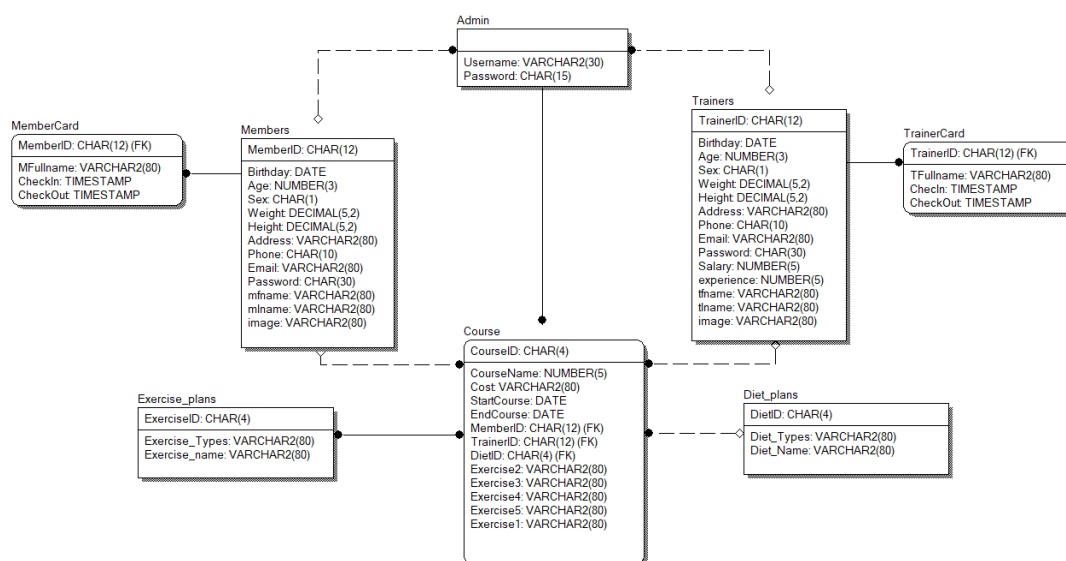 Admin
Username: VARCHAR2(30)
Password: CHAR(15)
MemberCard
MemberID: CHAR(12) (FK)
MFullname: VARCHAR2(80)
CheckIn: TIMESTAMP
CheckOut: TIMESTAMP
Members
MemberID: CHAR(12)
Birthday: DATE
Age: NUMBER(3)
Sex: CHAR(1)
Weight: DECIMAL(5,2)
Height: DECIMAL(5,2)
Address: VARCHAR2(80)
Phone: CHAR(10)
Email: VARCHAR2(80)
Password: CHAR(30)
mfname: VARCHAR2(80)
mlname: VARCHAR2(80)
image: VARCHAR2(80)
Trainers
TrainerID: CHAR(12)
Birthday: DATE
Age: NUMBER(3)
Sex: CHAR(1)
Weight: DECIMAL(5,2)
Height: DECIMAL(5,2)
Address: VARCHAR2(80)
Phone: CHAR(10)
Email: VARCHAR2(80)
Password: CHAR(30)
Salary: NUMBER(5)
experience: NUMBER(5)
tfname: VARCHAR2(80)
tlname: VARCHAR2(80)
image: VARCHAR2(80)
TrainerCard
TrainerID: CHAR(12) (FK)
TFullname: VARCHAR2(80)
ChecIn: TIMESTAMP
CheckOut: TIMESTAMP
Course
CourseID: CHAR(4)
CourseName: NUMBER(5)
Cost: VARCHAR2(80)
StartCourse: DATE
EndCourse: DATE
MemberID: CHAR(12) (FK)
TrainerID: CHAR(12) (FK)
DietID: CHAR(4) (FK)
Exercise2: VARCHAR2(80)
Exercise3: VARCHAR2(80)
Exercise4: VARCHAR2(80)
Exercise5: VARCHAR2(80)
Exercise1: VARCHAR2(80)
Exercise_plans
ExerciseID: CHAR(4)
Exercise_Types: VARCHAR2(80)
Exercise_name: VARCHAR2(80)
Diet_plans
DietID: CHAR(4)
Diet_Types: VARCHAR2(80)
Diet_Name: VARCHAR2(80)